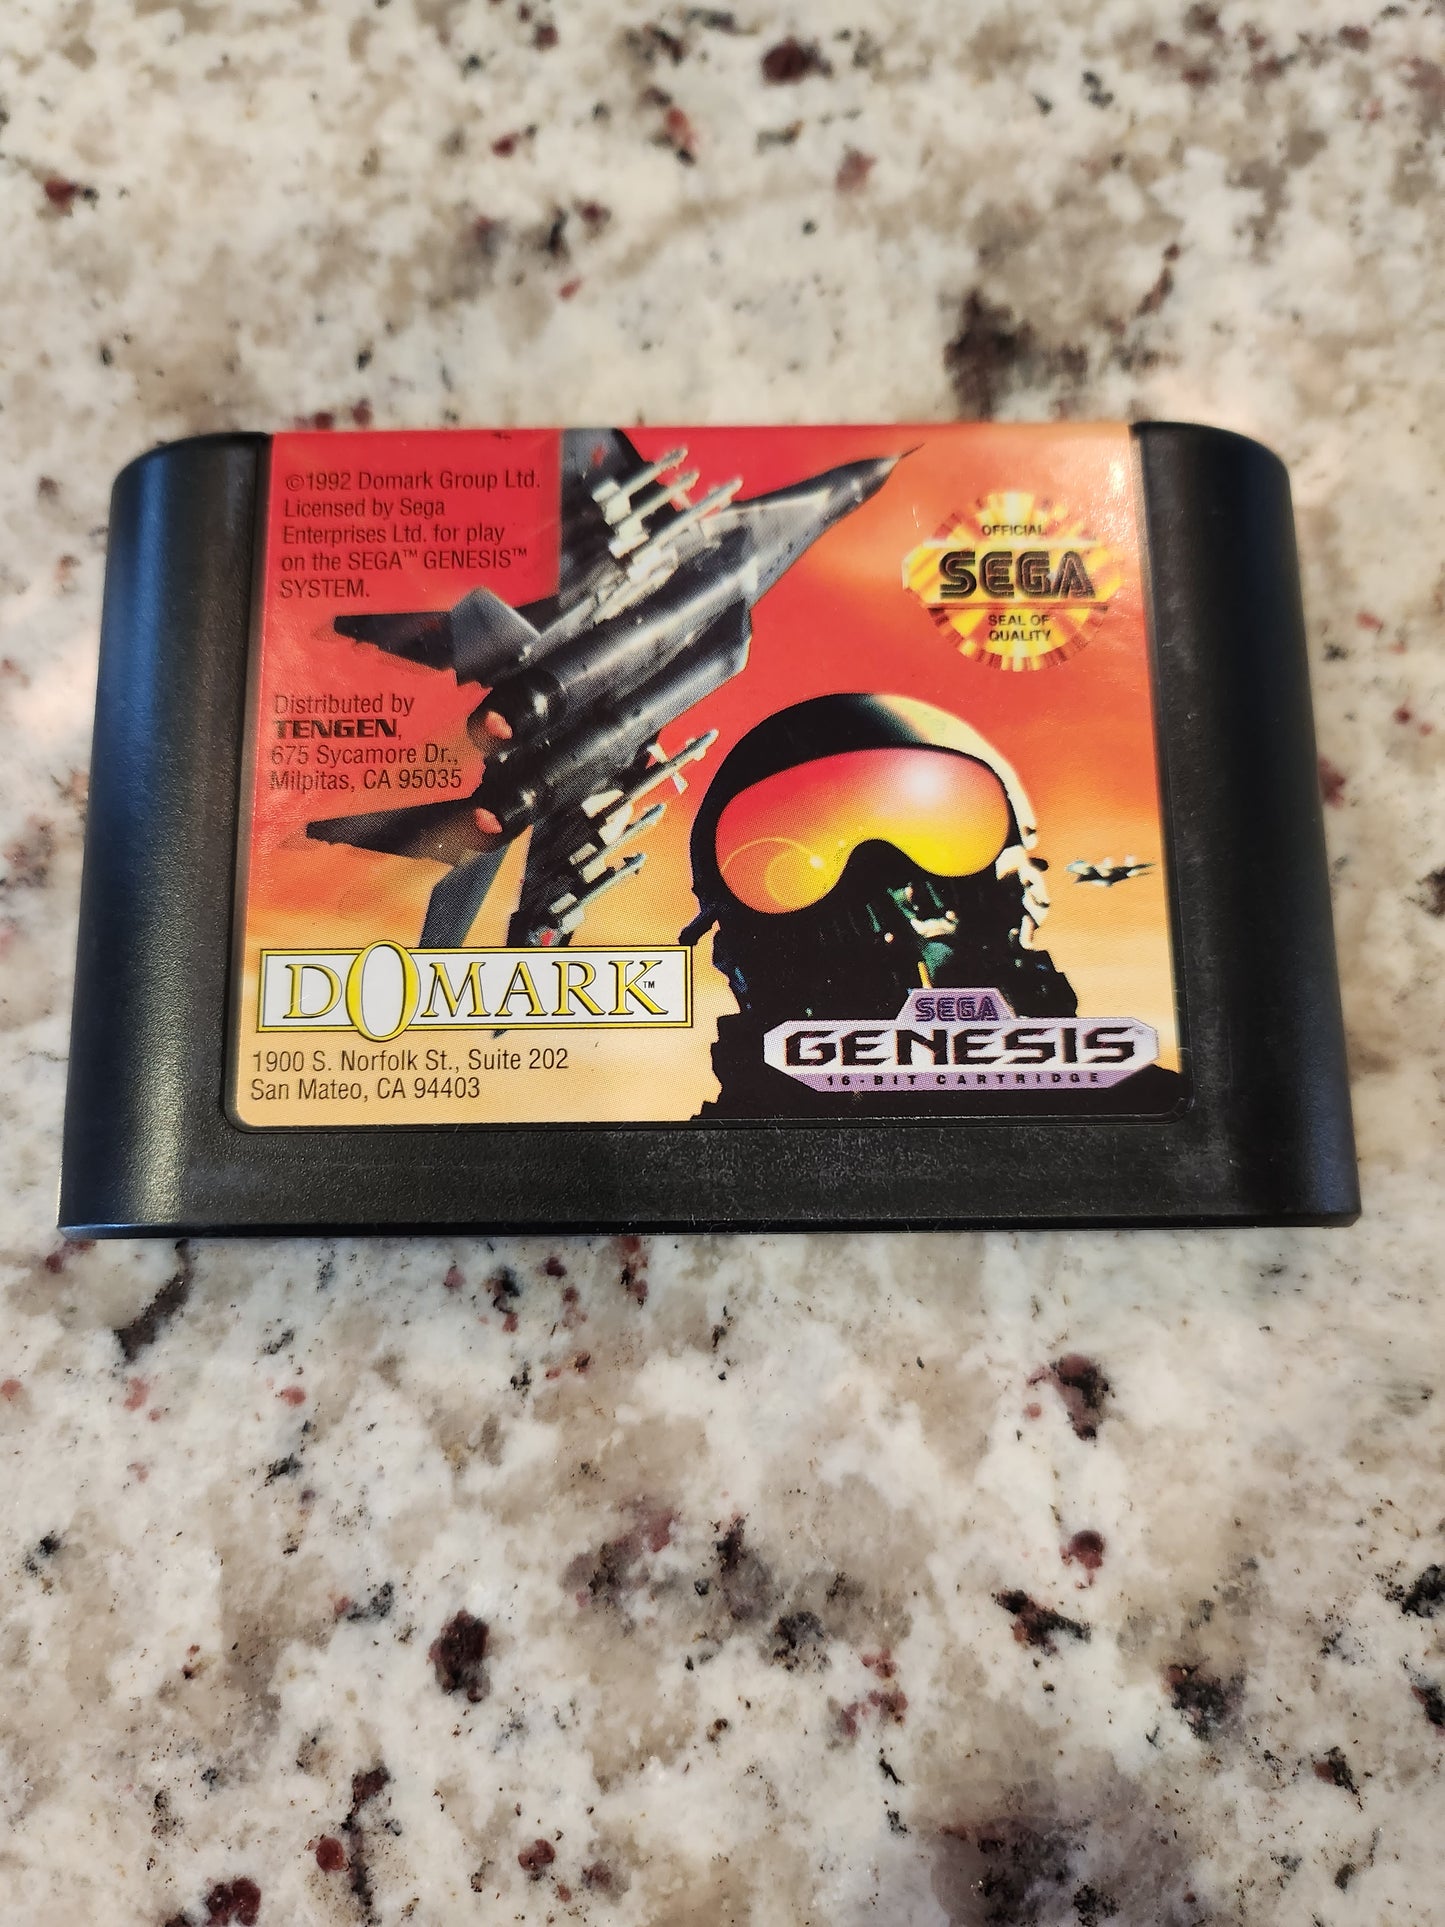 ©1992 Domark Group Ltd.
Licensed by Sega
Enterprises Ltd. for play
on the SEGA™ GENESIS™
SYSTEM.
OFFICIAL
SEGA
SEAL OF
QUALITY
Distributed by
TENGEN,
675 Sycamore Dr.,
Milpitas, CA 95035
DOMARK™
1900 S. Norfolk St., Suite 202
San Mateo, CA 94403
SEGA
GENESIS™
16-BIT CARTRIDGE